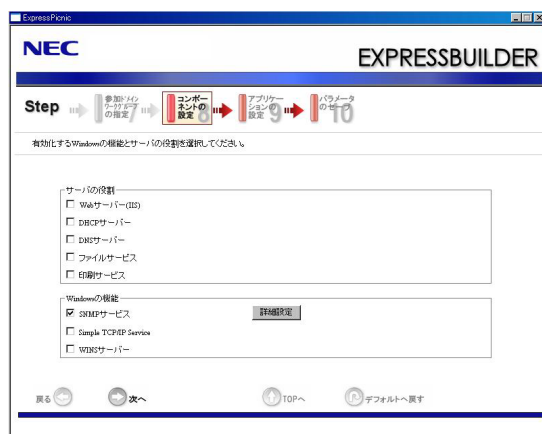 ExpressPicnic
NEC
EXPRESSBUILDER
Step
参加ドメイン
ワークグループ
の指定 7
コンポー
ネントの
設定 8
アプリケー
ションの
設定 9
パラメータ
のセーブ
10
有効化するWindowsの機能とサーバの役割を選択してください。
サーバの役割
Webサーバー(IIS)
DHCPサーバー
DNSサーバー
ファイルサービス
印刷サービス
Windowsの機能
SNMPサービス 詳細設定
Simple TCP/IP Service
WINSサーバー
戻る 次へ TOPへ デフォルトへ戻す